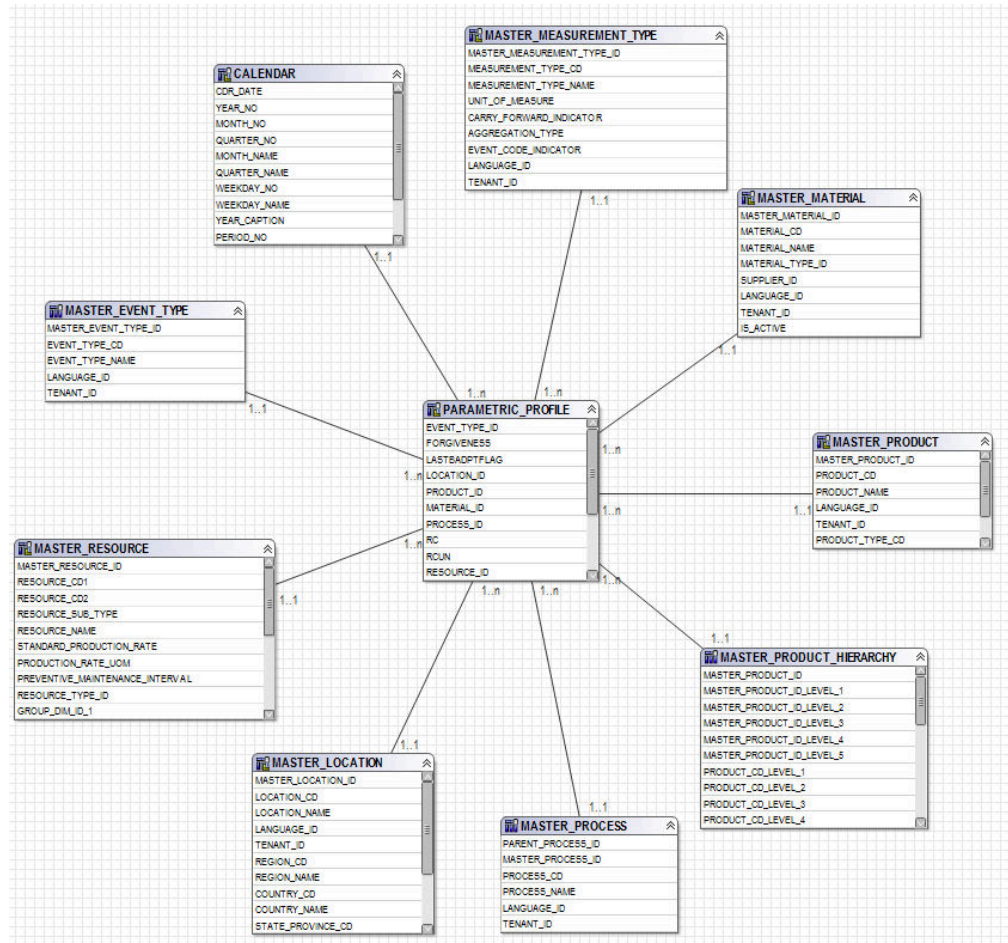 MASTER_MEASUREMENT_TYPE
MASTER_MEASUREMENT_TYPE_ID
MEASUREMENT_TYPE_CD
MEASUREMENT_TYPE_NAME
UNIT_OF_MEASURE
CARRY_FORWARD_INDICATOR
AGGREGATION_TYPE
EVENT_CODE_INDICATOR
LANGUAGE_ID
TENANT_ID
1..1
CALENDAR
CDR_DATE
YEAR_NO
MONTH_NO
QUARTER_NO
MONTH_NAME
QUARTER_NAME
WEEKDAY_NO
WEEKDAY_NAME
YEAR_CAPTION
PERIOD_NO
1..1
MASTER_MATERIAL
MASTER_MATERIAL_ID
MATERIAL_CD
MATERIAL_NAME
MATERIAL_TYPE_ID
SUPPLIER_ID
LANGUAGE_ID
TENANT_ID
IS_ACTIVE
1..1
MASTER_EVENT_TYPE
MASTER_EVENT_TYPE_ID
EVENT_TYPE_CD
EVENT_TYPE_NAME
LANGUAGE_ID
TENANT_ID
1..1
1..n
1..n
PARAMETRIC_PROFILE
EVENT_TYPE_ID
FORGIVENESS
LASTBADPTFLAG
LOCATION_ID
PRODUCT_ID
MATERIAL_ID
PROCESS_ID
RC
RCUN
RESOURCE_ID
1..n
1..n
1..n
1..n
1..n
1..n
1..n
MASTER_PRODUCT
MASTER_PRODUCT_ID
PRODUCT_CD
PRODUCT_NAME
LANGUAGE_ID
TENANT_ID
PRODUCT_TYPE_CD
1..1
MASTER_RESOURCE
MASTER_RESOURCE_ID
RESOURCE_CD1
RESOURCE_CD2
RESOURCE_SUB_TYPE
RESOURCE_NAME
STANDARD_PRODUCTION_RATE
PRODUCTION_RATE_UOM
PREVENTIVE_MAINTENANCE_INTERVAL
RESOURCE_TYPE_ID
GROUP_DIM_ID_1
1..1
1..1
MASTER_PRODUCT_HIERARCHY
MASTER_PRODUCT_ID
MASTER_PRODUCT_ID_LEVEL_1
MASTER_PRODUCT_ID_LEVEL_2
MASTER_PRODUCT_ID_LEVEL_3
MASTER_PRODUCT_ID_LEVEL_4
MASTER_PRODUCT_ID_LEVEL_5
PRODUCT_CD_LEVEL_1
PRODUCT_CD_LEVEL_2
PRODUCT_CD_LEVEL_3
PRODUCT_CD_LEVEL_4
1..1
MASTER_LOCATION
MASTER_LOCATION_ID
LOCATION_CD
LOCATION_NAME
LANGUAGE_ID
TENANT_ID
REGION_CD
REGION_NAME
COUNTRY_CD
COUNTRY_NAME
STATE_PROVINCE_CD
1..1
MASTER_PROCESS
PARENT_PROCESS_ID
MASTER_PROCESS_ID
PROCESS_CD
PROCESS_NAME
LANGUAGE_ID
TENANT_ID